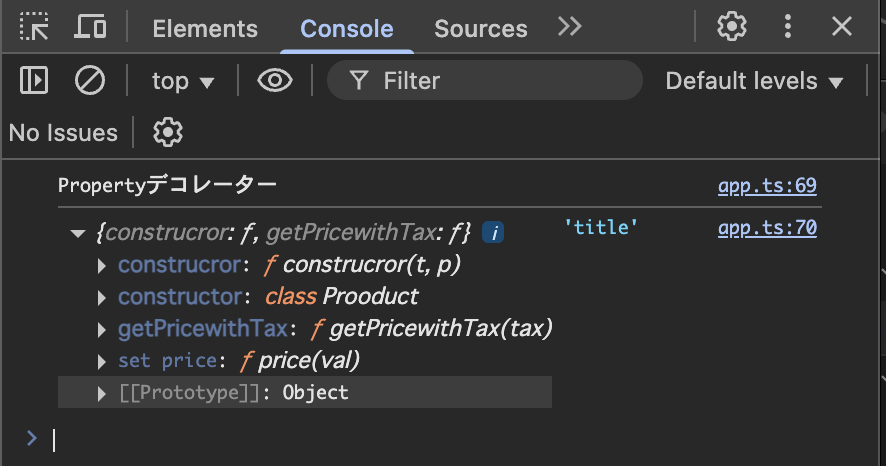 Elements Console Sources
top Filter Default levels
No Issues
Propertyデコレーター app.ts:69
{construcror: ƒ, getPricewithTax: ƒ} i 'title' app.ts:70
construcror: ƒ construcror(t, p)
constructor: class Prooduct
getPricewithTax: ƒ getPricewithTax(tax)
set price: ƒ price(val)
[[Prototype]]: Object